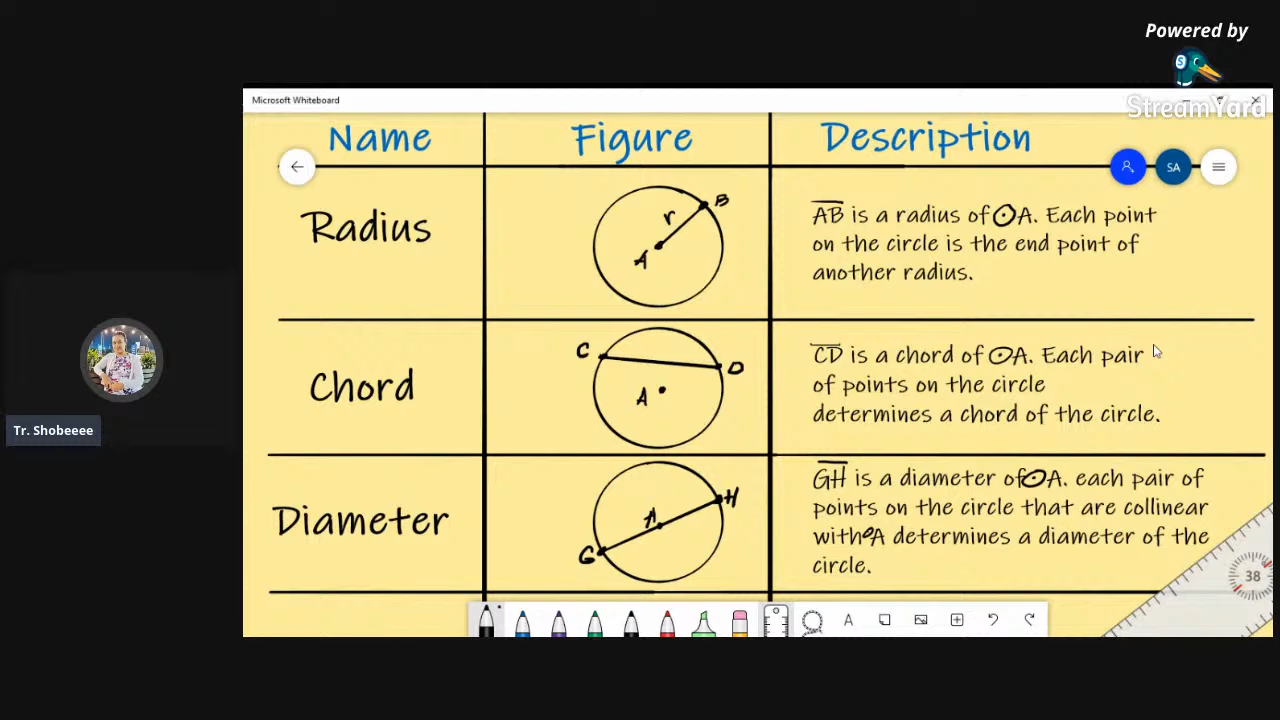 Powered by
StreamYard
Microsoft Whiteboard
Name Figure Description
SA
Radius
r
B
A
AB is a radius of ⊙A. Each point
on the circle is the end point of
another radius.
Chord
C
D
A
CD is a chord of ⊙A. Each pair
of points on the circle
determines a chord of the circle.
Diameter
H
A
G
GH is a diameter of ⊙A. each pair of
points on the circle that are collinear
with •A determines a diameter of the
circle.
38
A
Tr. Shobeeee